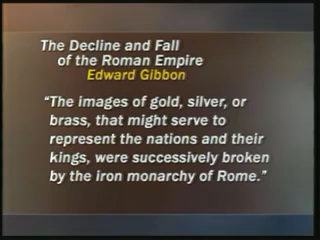 The Decline and Fall
of the Roman Empire
Edward Gibbon
“The images of gold, silver, or
brass, that might serve to
represent the nations and their
kings, were successively broken
by the iron monarchy of Rome.”